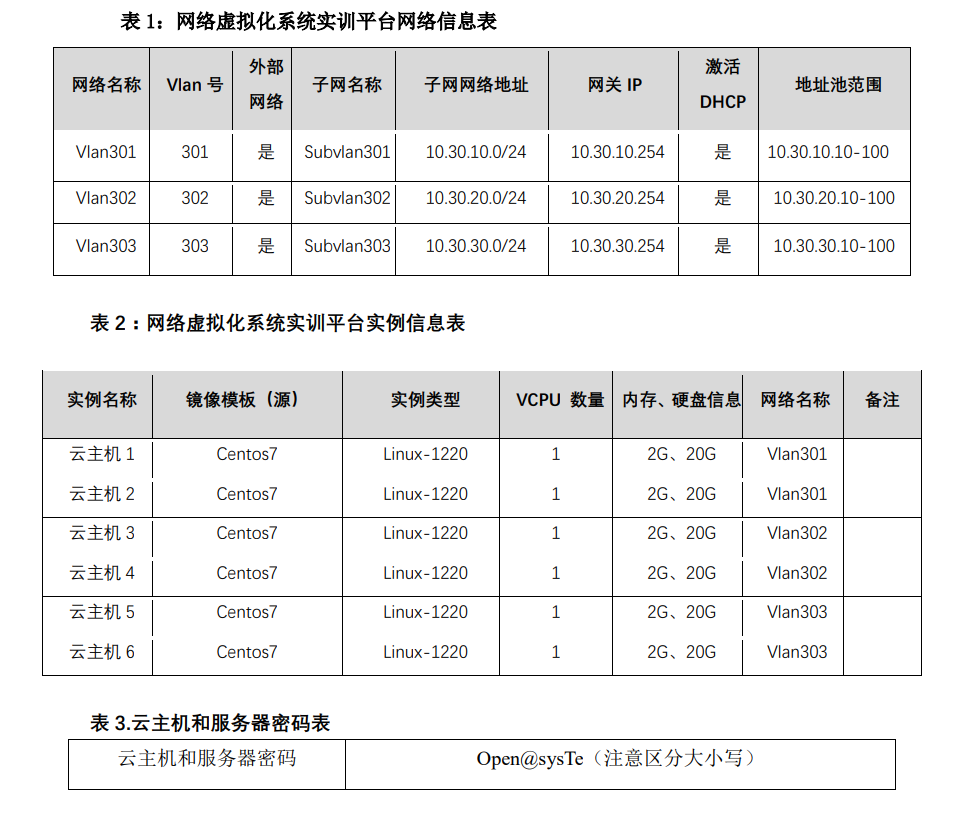 表 1：网络虚拟化系统实训平台网络信息表
网络名称 Vlan 号 外部网络 子网名称 子网网络地址 网关 IP 激活DHCP 地址池范围
Vlan301 301 是 Subvlan301 10.30.10.0/24 10.30.10.254 是 10.30.10.10-100
Vlan302 302 是 Subvlan302 10.30.20.0/24 10.30.20.254 是 10.30.20.10-100
Vlan303 303 是 Subvlan303 10.30.30.0/24 10.30.30.254 是 10.30.30.10-100
表 2：网络虚拟化系统实训平台实例信息表
实例名称 镜像模板（源） 实例类型 VCPU 数量 内存、硬盘信息 网络名称 备注
云主机 1 Centos7 Linux-1220 1 2G、20G Vlan301
云主机 2 Centos7 Linux-1220 1 2G、20G Vlan301
云主机 3 Centos7 Linux-1220 1 2G、20G Vlan302
云主机 4 Centos7 Linux-1220 1 2G、20G Vlan302
云主机 5 Centos7 Linux-1220 1 2G、20G Vlan303
云主机 6 Centos7 Linux-1220 1 2G、20G Vlan303
表 3.云主机和服务器密码表
云主机和服务器密码 Open@sysTe（注意区分大小写）